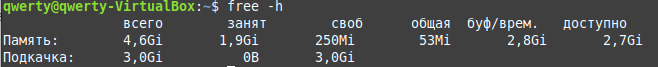 qwerty@qwerty-VirtualBox:~$ free -h
всего занят своб общая буф/врем. доступно
Память: 4,6Gi 1,9Gi 250Mi 53Mi 2,8Gi 2,7Gi
Подкачка: 3,0Gi 0B 3,0Gi